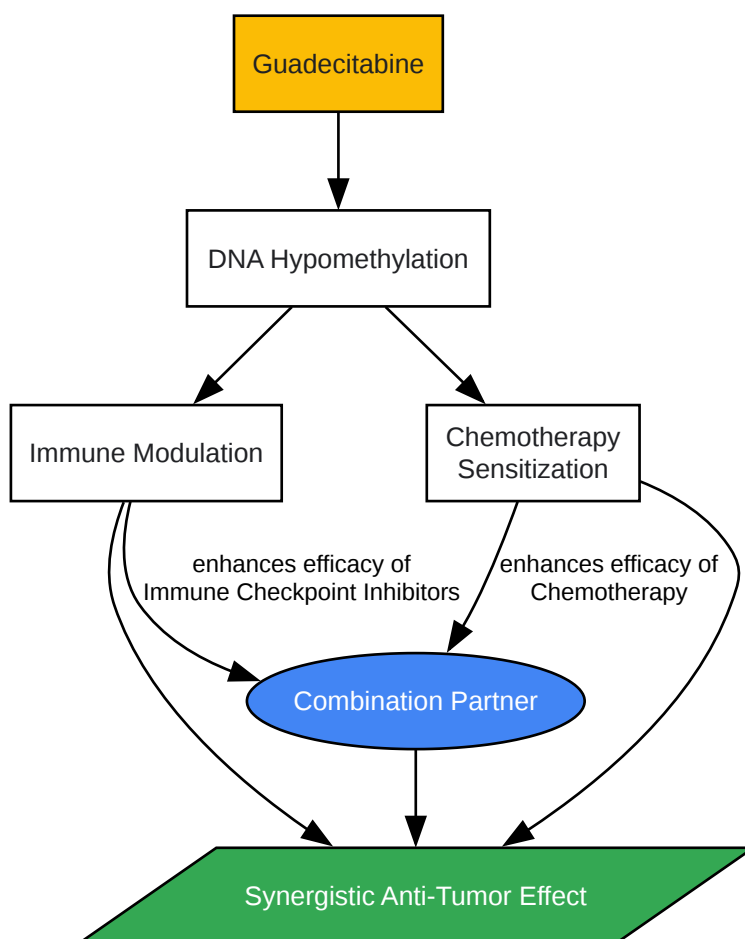 Guadecitabine
DNA Hypomethylation
Immune Modulation
Chemotherapy
Sensitization
enhances efficacy of
Immune Checkpoint Inhibitors
enhances efficacy of
Chemotherapy
Combination Partner
Synergistic Anti-Tumor Effect